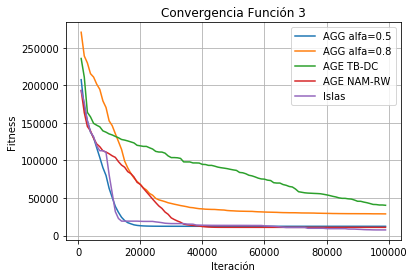 Convergencia Función 3
Fitness
250000
200000
150000
100000
50000
0
0
20000
40000
60000
80000
100000
Iteración
AGG alfa=0.5
AGG alfa=0.8
AGE TB-DC
AGE NAM-RW
Islas